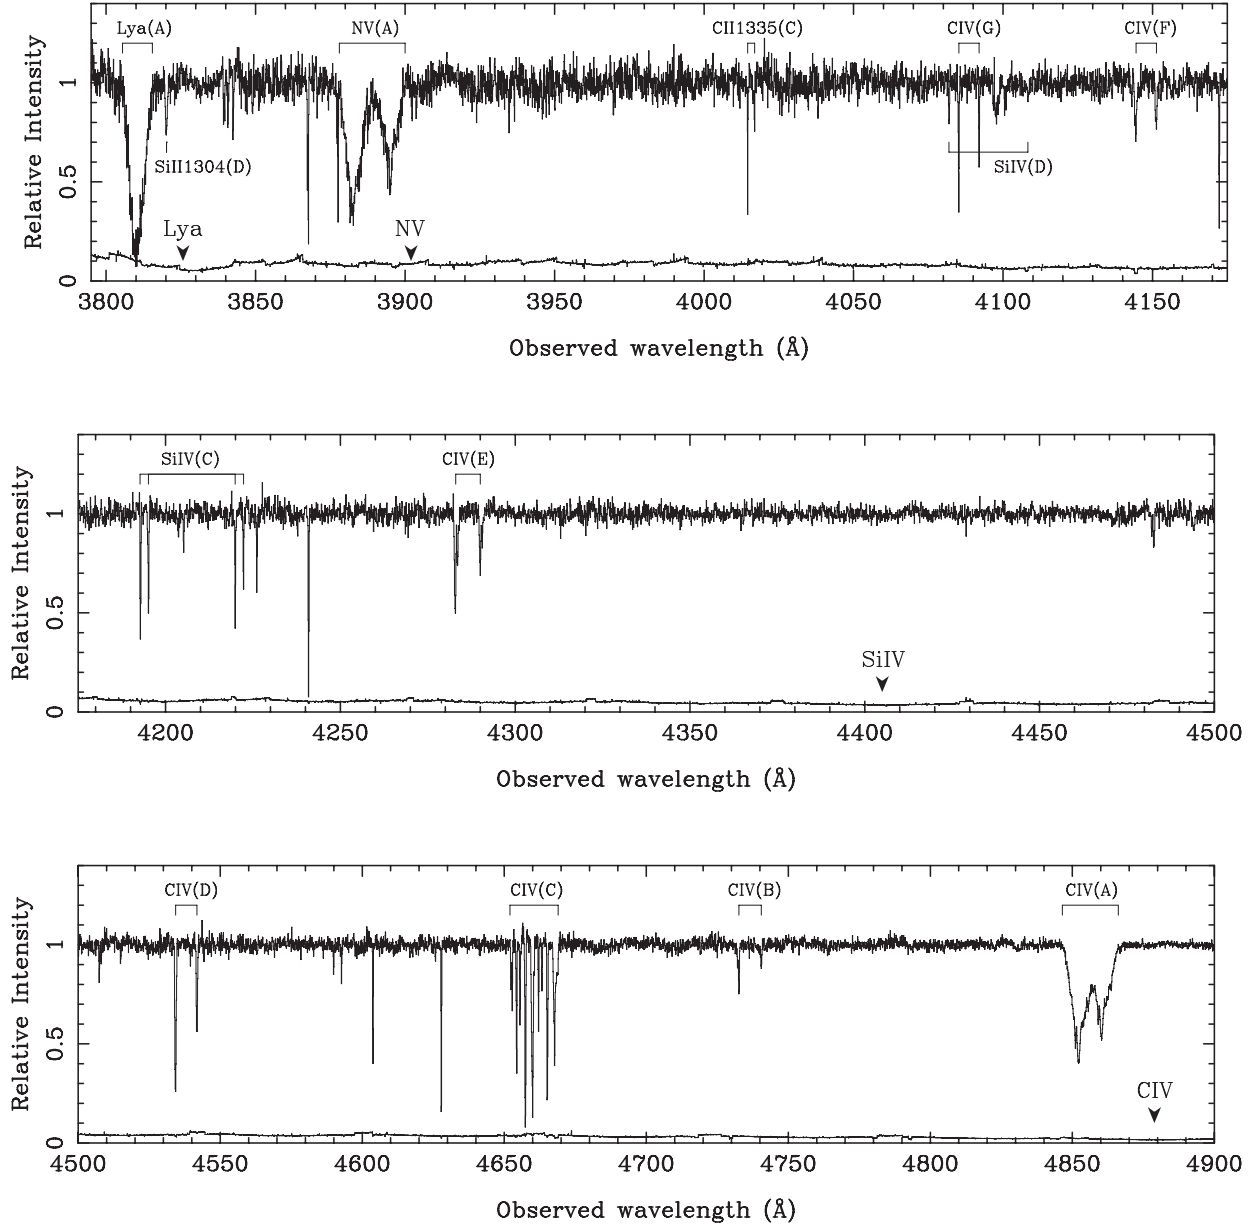 Lya(A) NV(A) CII1335(C) CIV(G) CIV(F)
Relative Intensity
1
0.5
0
SiII1304(D) SiIV(D)
Lya NV
3800 3850 3900 3950 4000 4050 4100 4150
Observed wavelength (Å)
SiIV(C) CIV(E)
Relative Intensity
1
0.5
0
SiIV
4200 4250 4300 4350 4400 4450 4500
Observed wavelength (Å)
CIV(D) CIV(C) CIV(B) CIV(A)
Relative Intensity
1
0.5
0
CIV
4500 4550 4600 4650 4700 4750 4800 4850 4900
Observed wavelength (Å)